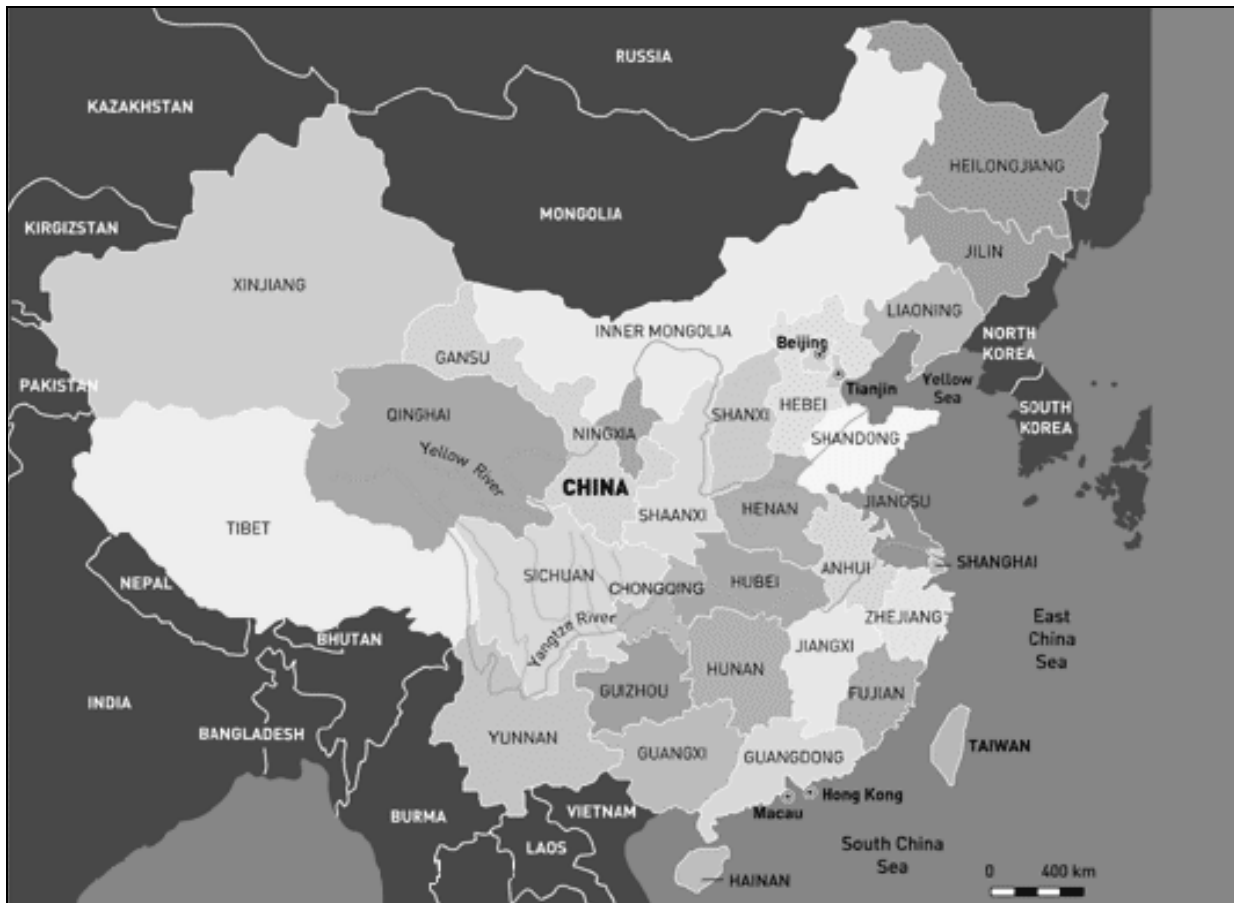 RUSSIA
KAZAKHSTAN
HEILONGJIANG
MONGOLIA
KIRGIZSTAN
JILIN
XINJIANG
LIAONING
INNER MONGOLIA
NORTH
KOREA
Beijing
GANSU
PAKISTAN
Tianjin
Yellow
Sea
QINGHAI
SHANXI
HEBEI
SOUTH
KOREA
NINGXIA
SHANDONG
Yellow River
CHINA
JIANGSU
HENAN
SHAANXI
TIBET
SHANGHAI
ANHUI
SICHUAN
NEPAL
CHONGQING
HUBEI
ZHEJIANG
East
China
Sea
Yangtze River
BHUTAN
JIANGXI
HUNAN
GUIZHOU
FUJIAN
INDIA
BANGLADESH
YUNNAN
GUANGXI
GUANGDONG
TAIWAN
Hong Kong
Macau
BURMA
VIETNAM
LAOS
South China
Sea
HAINAN
0 400 km